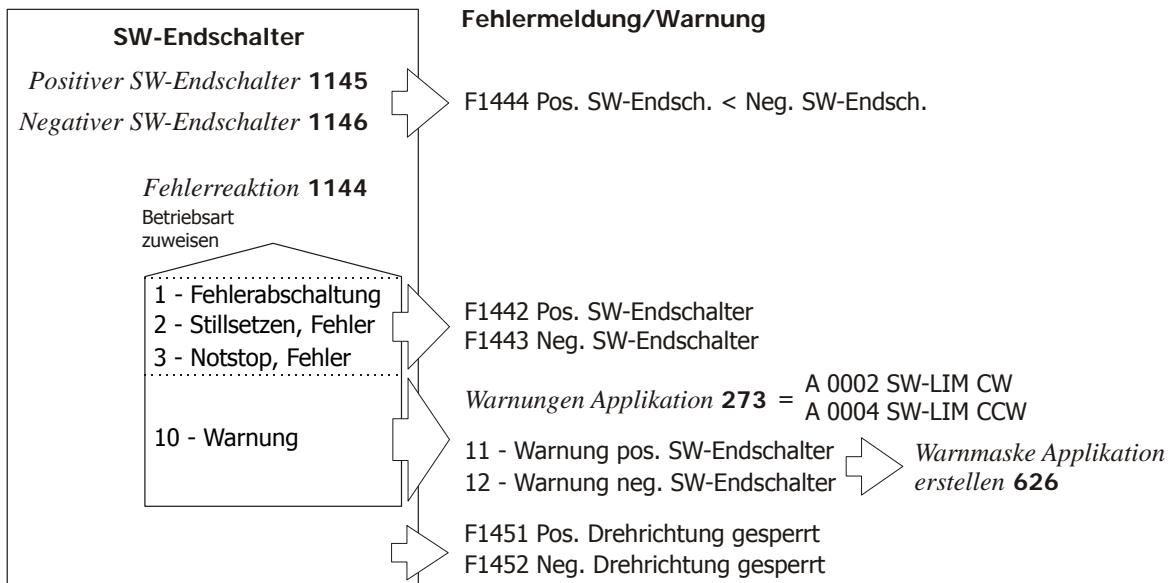 SW-Endschalter
Fehlermeldung/Warnung
Positiver SW-Endschalter 1145
Negativer SW-Endschalter 1146
F1444 Pos. SW-Endsch. < Neg. SW-Endsch.
Fehlerreaktion 1144
Betriebsart
zuweisen
1 - Fehlerabschaltung
2 - Stillsetzen, Fehler
3 - Notstop, Fehler
F1442 Pos. SW-Endschalter
F1443 Neg. SW-Endschalter
10 - Warnung
Warnungen Applikation 273 =
A 0002 SW-LIM CW
A 0004 SW-LIM CCW
11 - Warnung pos. SW-Endschalter
12 - Warnung neg. SW-Endschalter
Warnmaske Applikation
erstellen 626
F1451 Pos. Drehrichtung gesperrt
F1452 Neg. Drehrichtung gesperrt